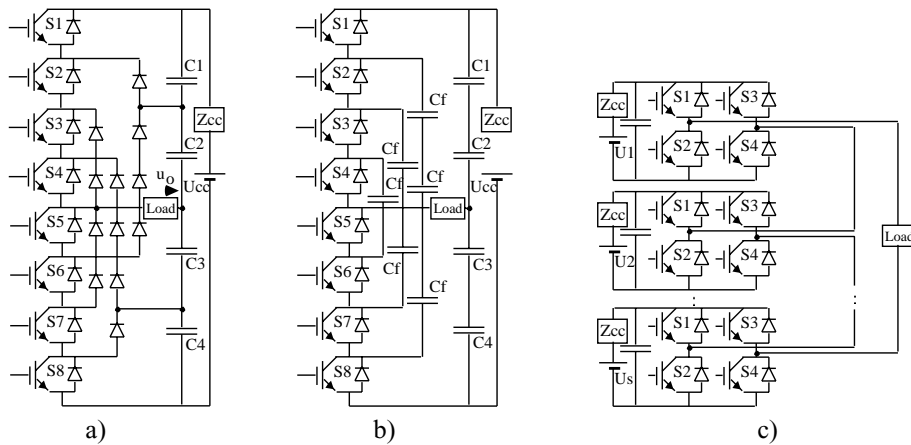 S1
S2
S3
S4
S5
S6
S7
S8
C1
C2
C3
C4
Zcc
Ucc
uo
Load
a)
S1
S2
S3
S4
S5
S6
S7
S8
Cf
Cf
Cf
Cf
Cf
Cf
C1
C2
C3
C4
Zcc
Ucc
Load
b)
Zcc
U1
S1
S3
S2
S4
Zcc
U2
S1
S3
S2
S4
Zcc
Us
S1
S3
S2
S4
Load
c)